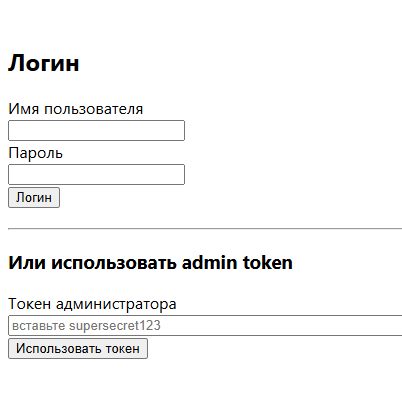 Логин
Имя пользователя
Пароль
Логин
Или использовать admin token
Токен администратора
вставьте supersecret123
Использовать токен